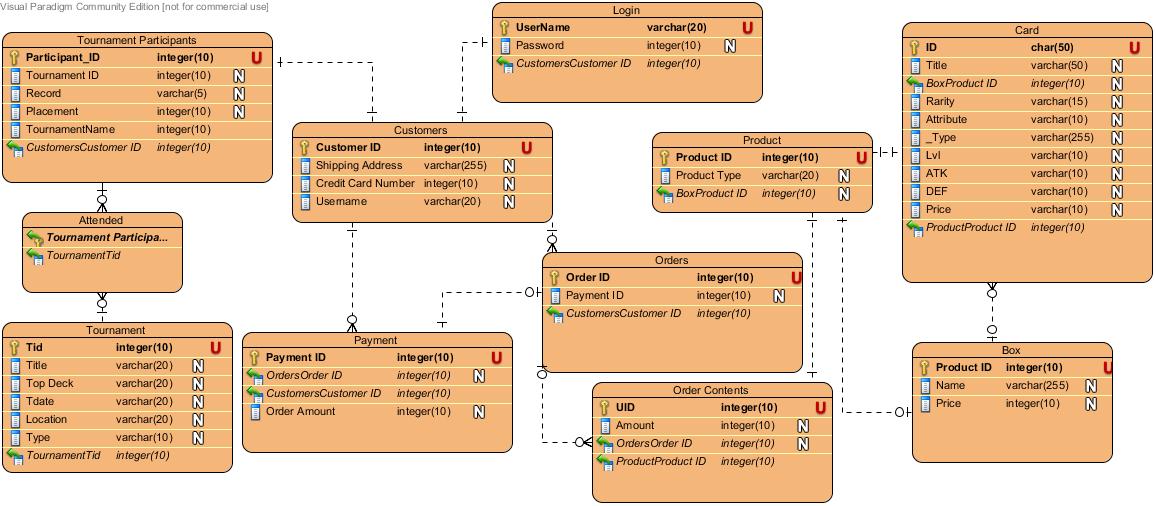 Visual Paradigm Community Edition [not for commercial use]
Login
UserName varchar(20) U
Password integer(10) N
CustomersCustomer ID integer(10)
Tournament Participants
Participant_ID integer(10) U
Tournament ID integer(10) N
Record varchar(5) N
Placement integer(10) N
TournamentName integer(10)
CustomersCustomer ID integer(10)
Card
ID char(50) U
Title varchar(50) N
BoxProduct ID integer(10) N
Rarity varchar(15) N
Attribute varchar(10) N
_Type varchar(255) N
Lvl varchar(10) N
ATK varchar(10) N
DEF varchar(10) N
Price varchar(10) N
ProductProduct ID integer(10)
Customers
Customer ID integer(10) U
Shipping Address varchar(255) N
Credit Card Number integer(10) N
Username varchar(20) N
Product
Product ID integer(10) U
Product Type varchar(20) N
BoxProduct ID integer(10) N
Attended
Tournament Participa...
TournamentTid
Orders
Order ID integer(10) U
Payment ID integer(10) N
CustomersCustomer ID integer(10)
Tournament
Tid integer(10) U
Title varchar(20) N
Top Deck varchar(20) N
Tdate varchar(20) N
Location varchar(20) N
Type varchar(10) N
TournamentTid integer(10)
Payment
Payment ID integer(10) U
OrdersOrder ID integer(10) N
CustomersCustomer ID integer(10)
Order Amount integer(10) N
Order Contents
UID integer(10) U
Amount integer(10) N
OrdersOrder ID integer(10) N
ProductProduct ID integer(10)
Box
Product ID integer(10) U
Name varchar(255) N
Price integer(10) N